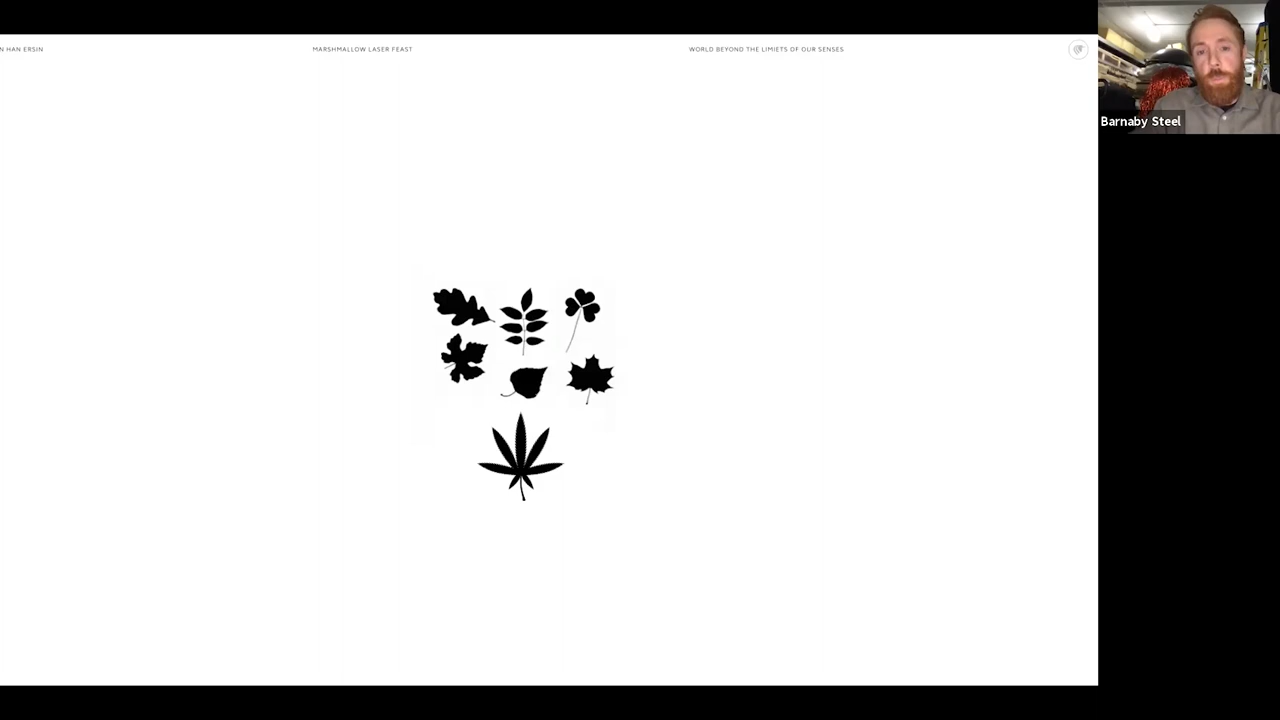 N HAN ERSIN
MARSHMALLOW LASER FEAST
WORLD BEYOND THE LIMIETS OF OUR SENSES
Barnaby Steel